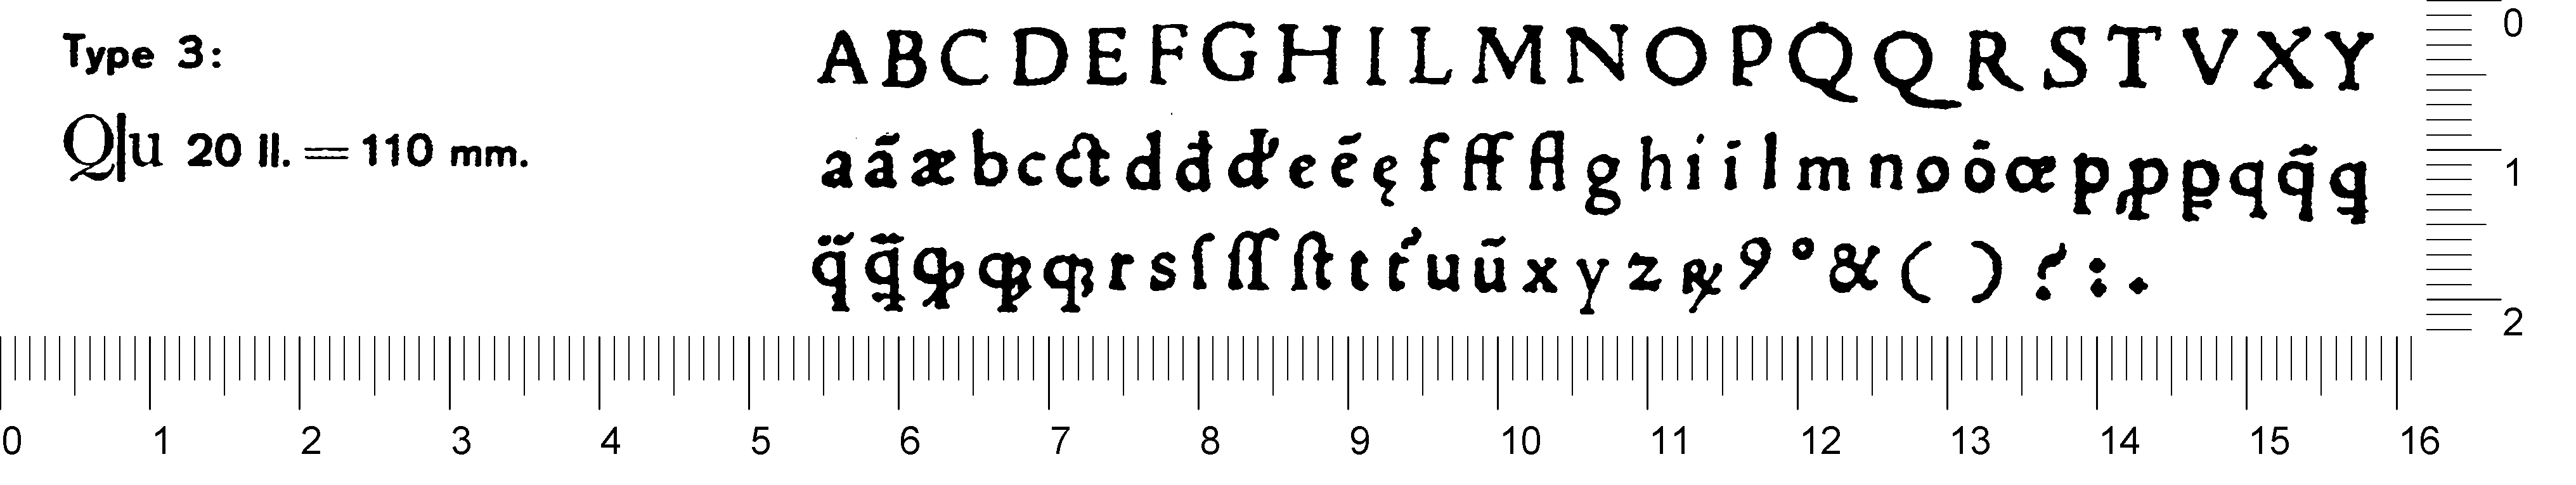 Type 3:
Q|u 20 ll. = 110 mm.
A B C D E F G H I L M N O P Q Q R S T V X Y
a ã æ b c ct d đ d' e ē ę f ff fl g h i ī l m n o ō œ p ꝓ ꝑ q q̃ ꝗ
q̈ ꝗ̃ ꝙ r s ſ ſſ ſt t t' u ũ x y z ꝶ 9 ° & ( ) ? : .
0 1 2
0 1 2 3 4 5 6 7 8 9 10 11 12 13 14 15 16